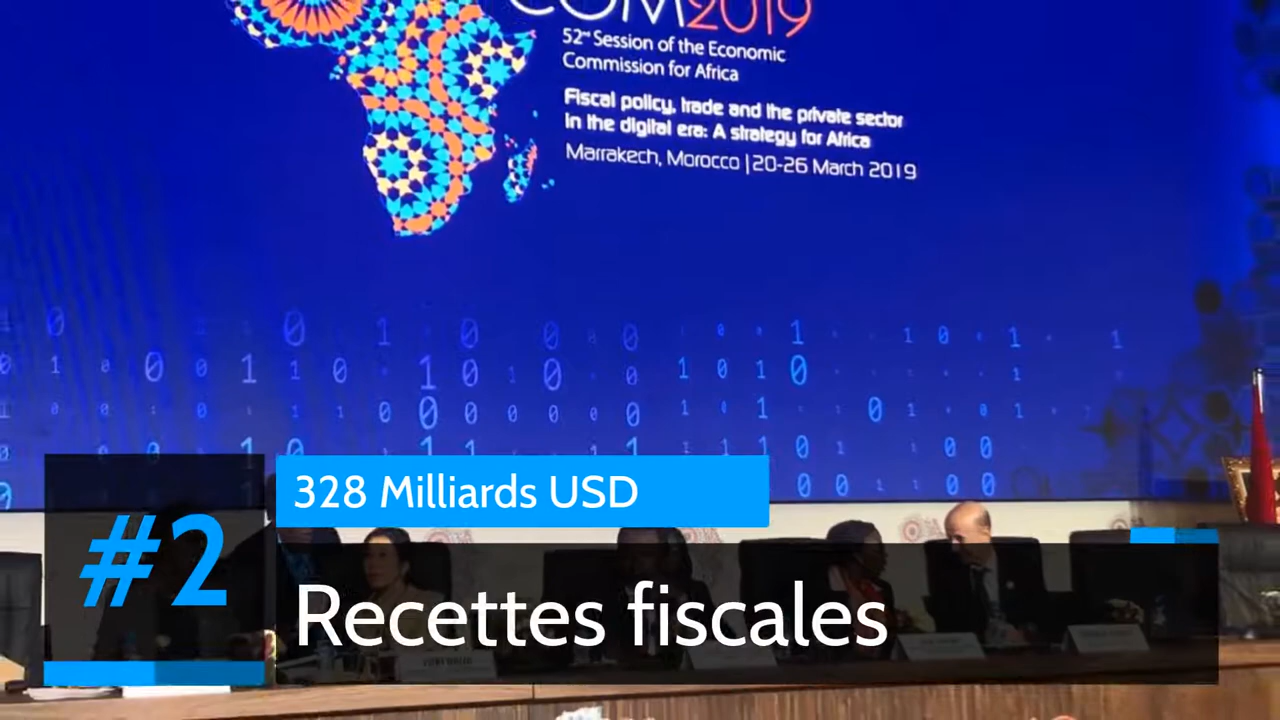 COM2019
52nd Session of the Economic
Commission for Africa
Fiscal policy, trade and the private sector
in the digital era: A strategy for Africa
Marrakech, Morocco | 20-26 March 2019
#2
328 Milliards USD
Recettes fiscales